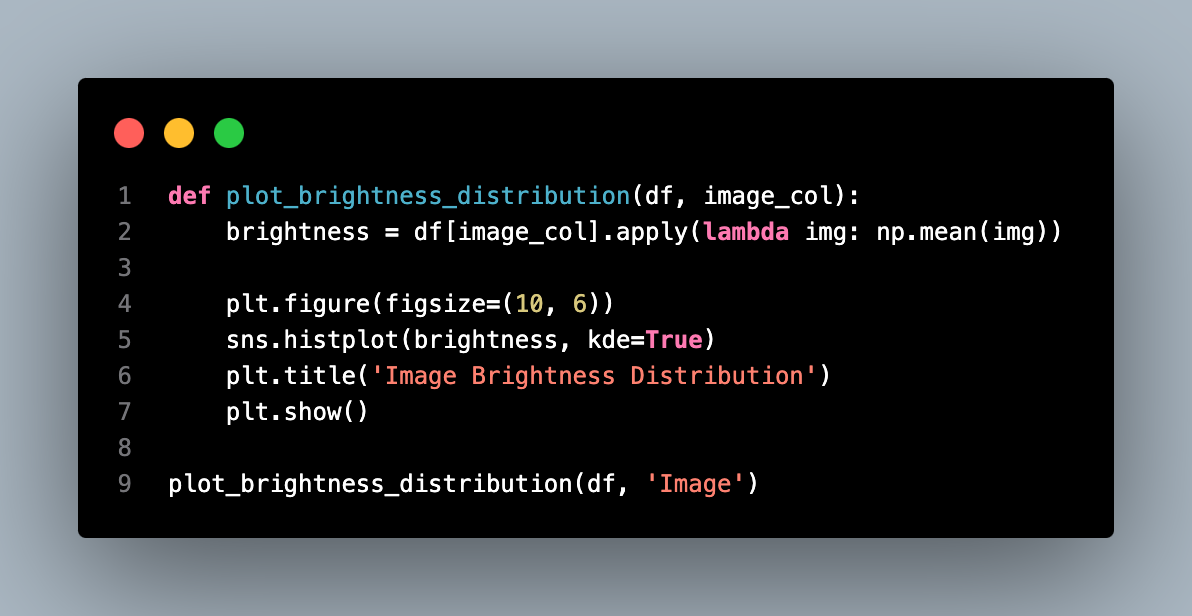 1 def plot_brightness_distribution(df, image_col):
2     brightness = df[image_col].apply(lambda img: np.mean(img))
3
4     plt.figure(figsize=(10, 6))
5     sns.histplot(brightness, kde=True)
6     plt.title('Image Brightness Distribution')
7     plt.show()
8
9 plot_brightness_distribution(df, 'Image')